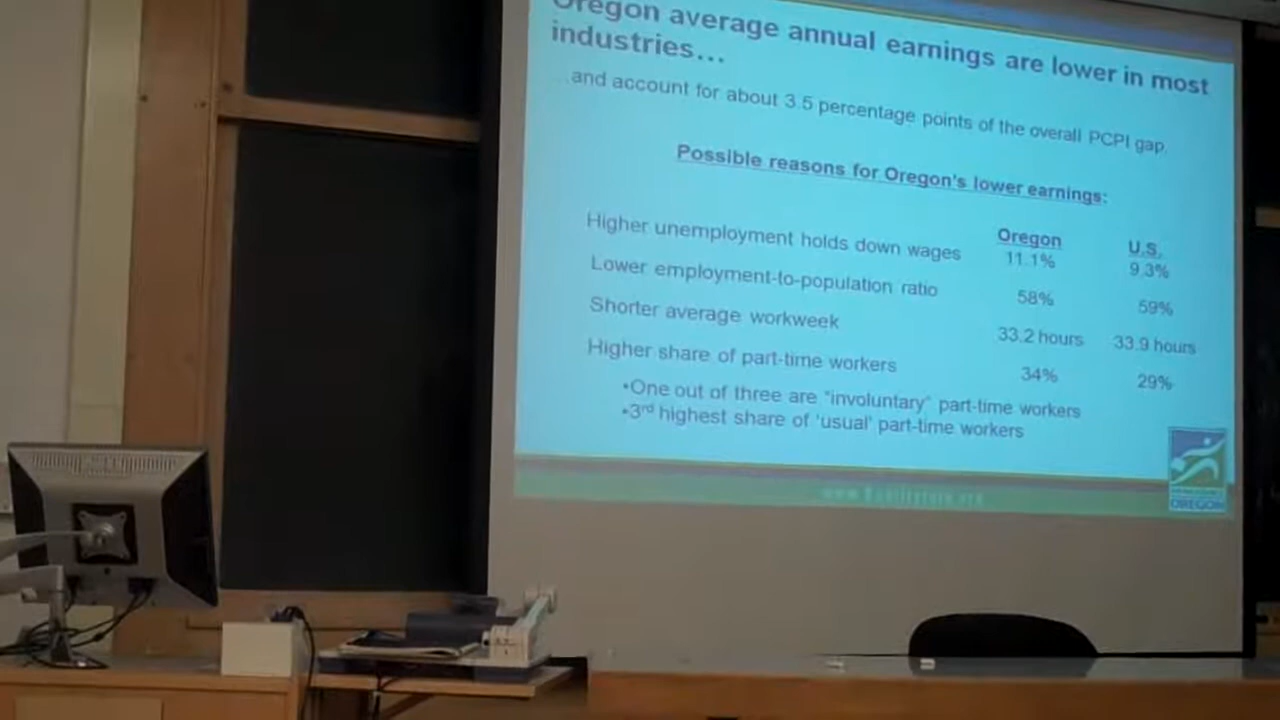 Oregon average annual earnings are lower in most
industries…
…and account for about 3.5 percentage points of the overall PCPI gap.
Possible reasons for Oregon's lower earnings:
Oregon U.S.
Higher unemployment holds down wages 11.1% 9.3%
Lower employment-to-population ratio 58% 59%
Shorter average workweek 33.2 hours 33.9 hours
Higher share of part-time workers 34% 29%
•One out of three are "involuntary" part-time workers
•3rd highest share of 'usual' part-time workers
OREGON